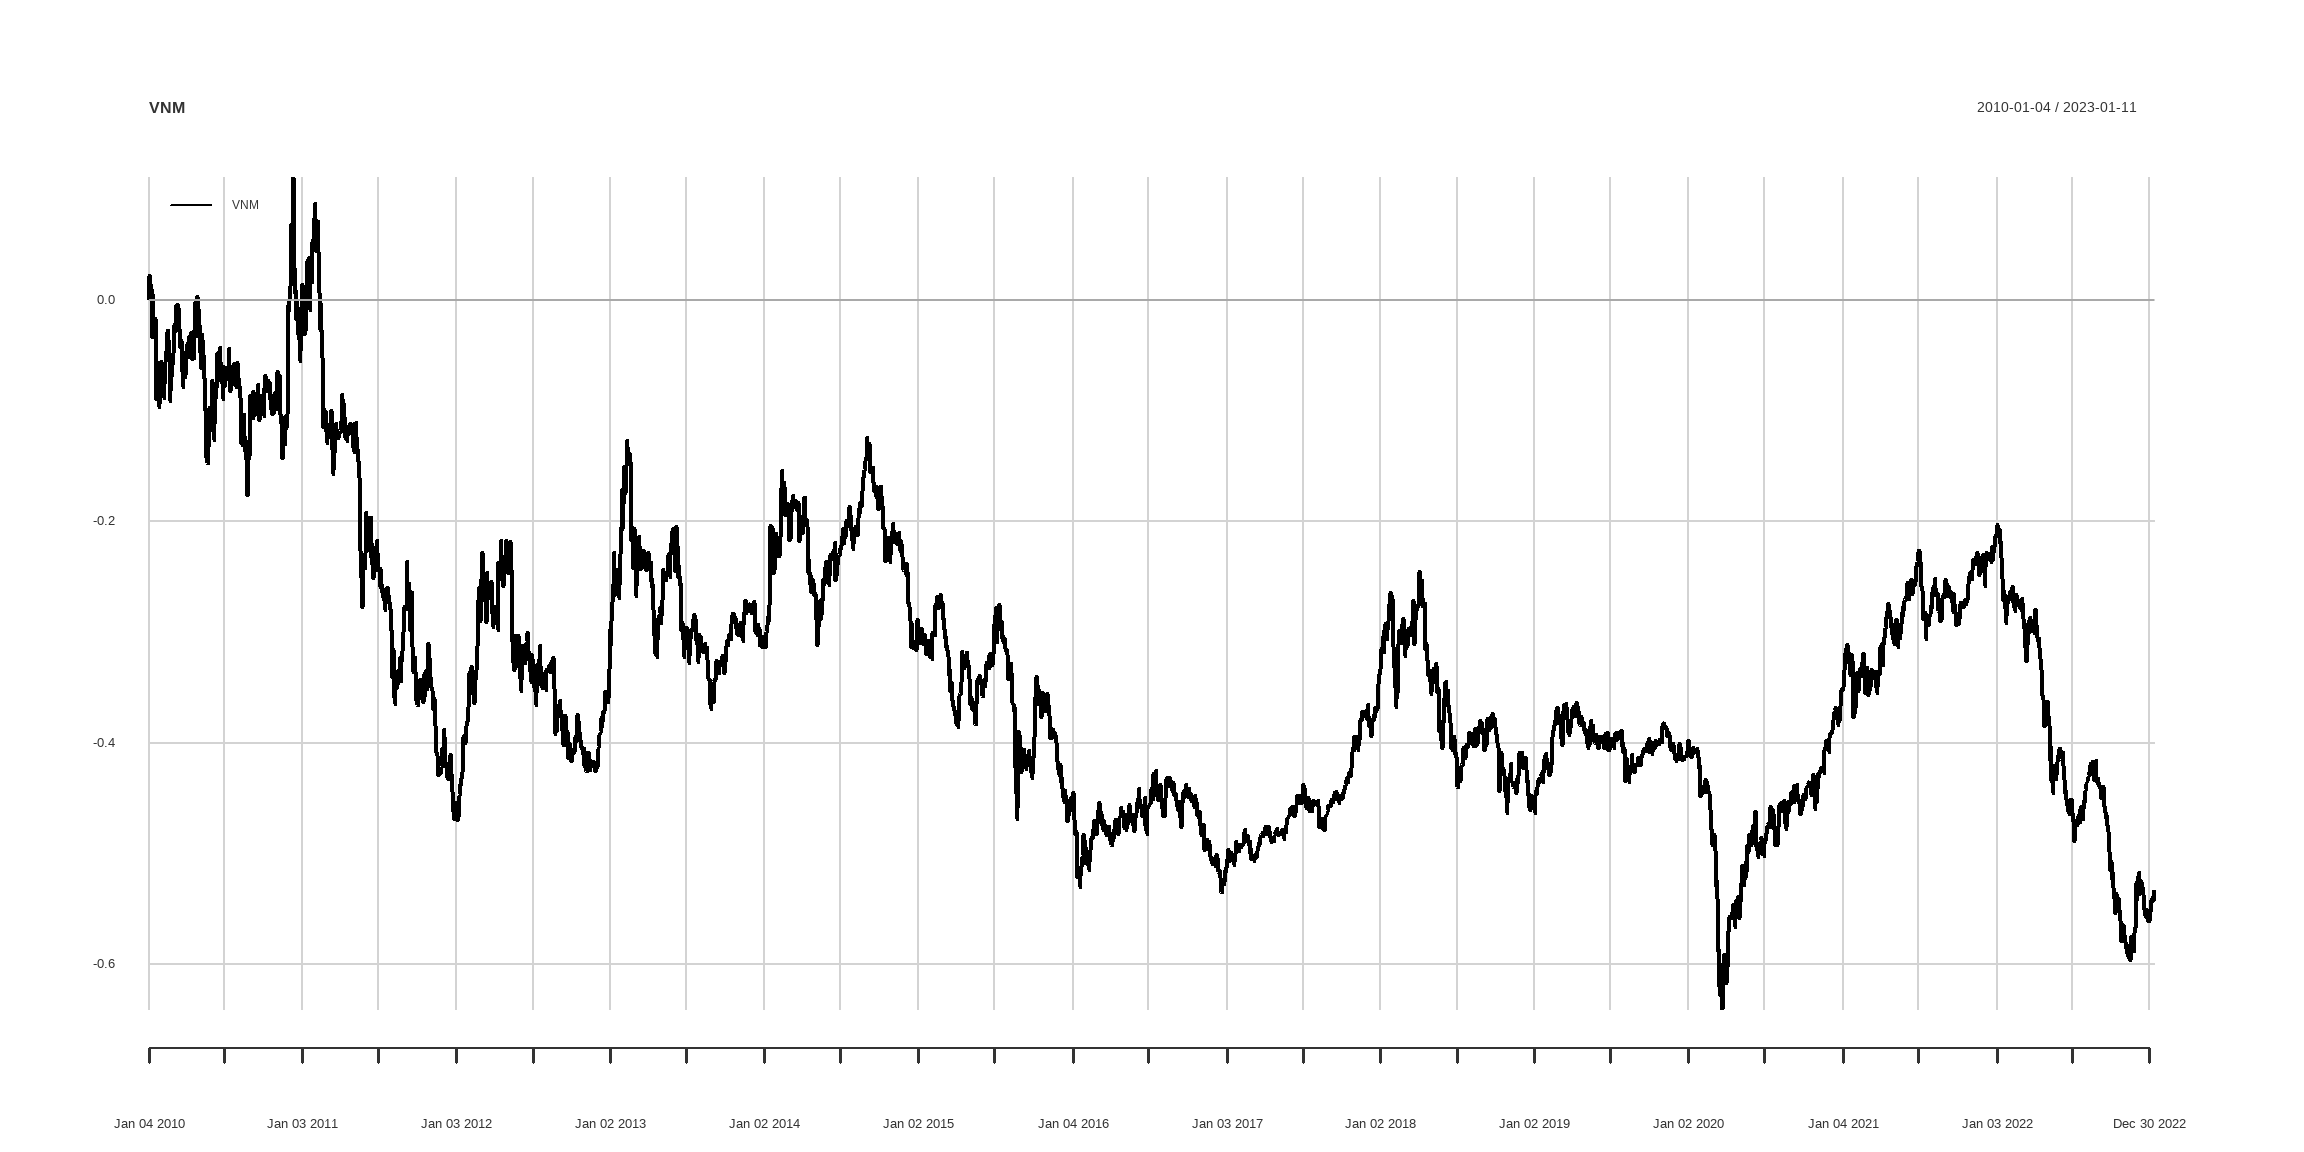 VNM
2010-01-04 / 2023-01-11
VNM
0.0
-0.2
-0.4
-0.6
Jan 04 2010
Jan 03 2011
Jan 03 2012
Jan 02 2013
Jan 02 2014
Jan 02 2015
Jan 04 2016
Jan 03 2017
Jan 02 2018
Jan 02 2019
Jan 02 2020
Jan 04 2021
Jan 03 2022
Dec 30 2022